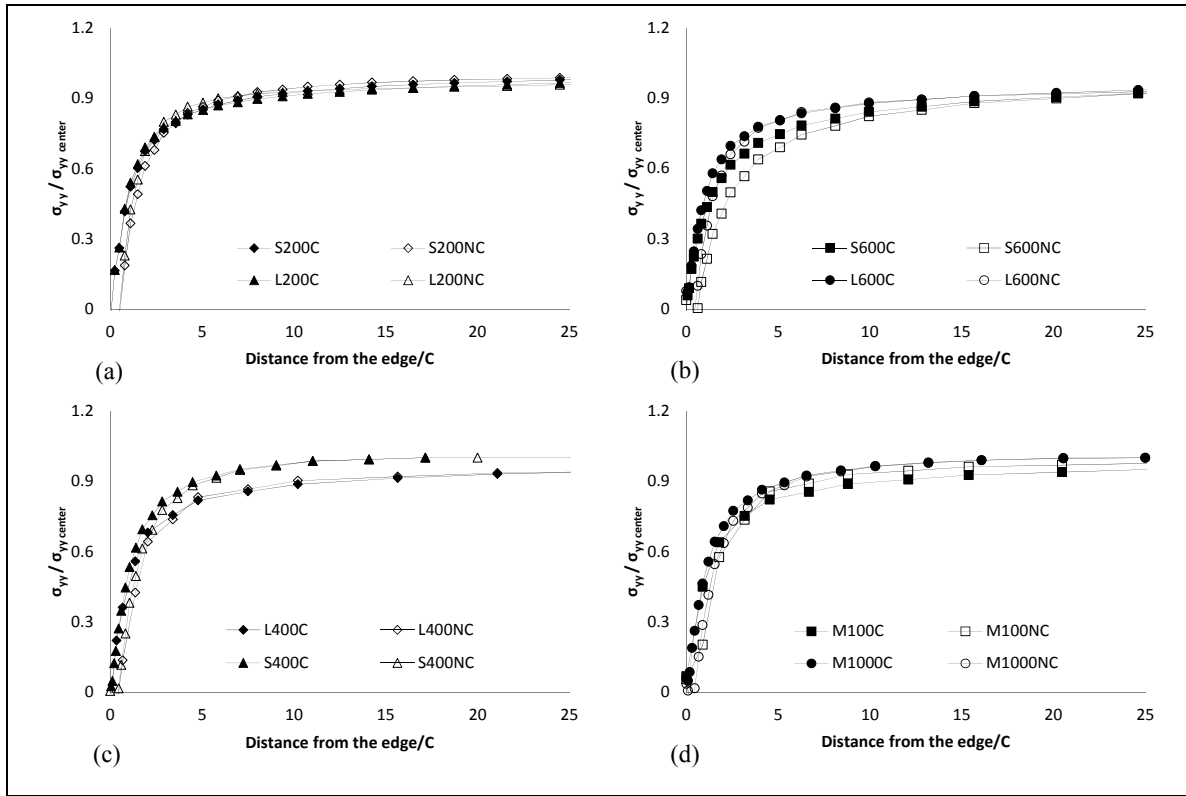 1.2
0.9
0.6
0.3
0
σy y / σyy center
S200C S200NC
L200C L200NC
0 5 10 15 20 25
Distance from the edge/C
(a)
1.2
0.9
0.6
0.3
0
σy y / σyy center
S600C S600NC
L600C L600NC
0 5 10 15 20 25
Distance from the edge/C
(b)
1.2
0.9
0.6
0.3
0
σyy / σyy center
L400C L400NC
S400C S400NC
0 5 10 15 20 25
Distance from the edge/C
(c)
1.2
0.9
0.6
0.3
0
σyy / σyy center
M100C M100NC
M1000C M1000NC
0 5 10 15 20 25
Distance from the edge/C
(d)